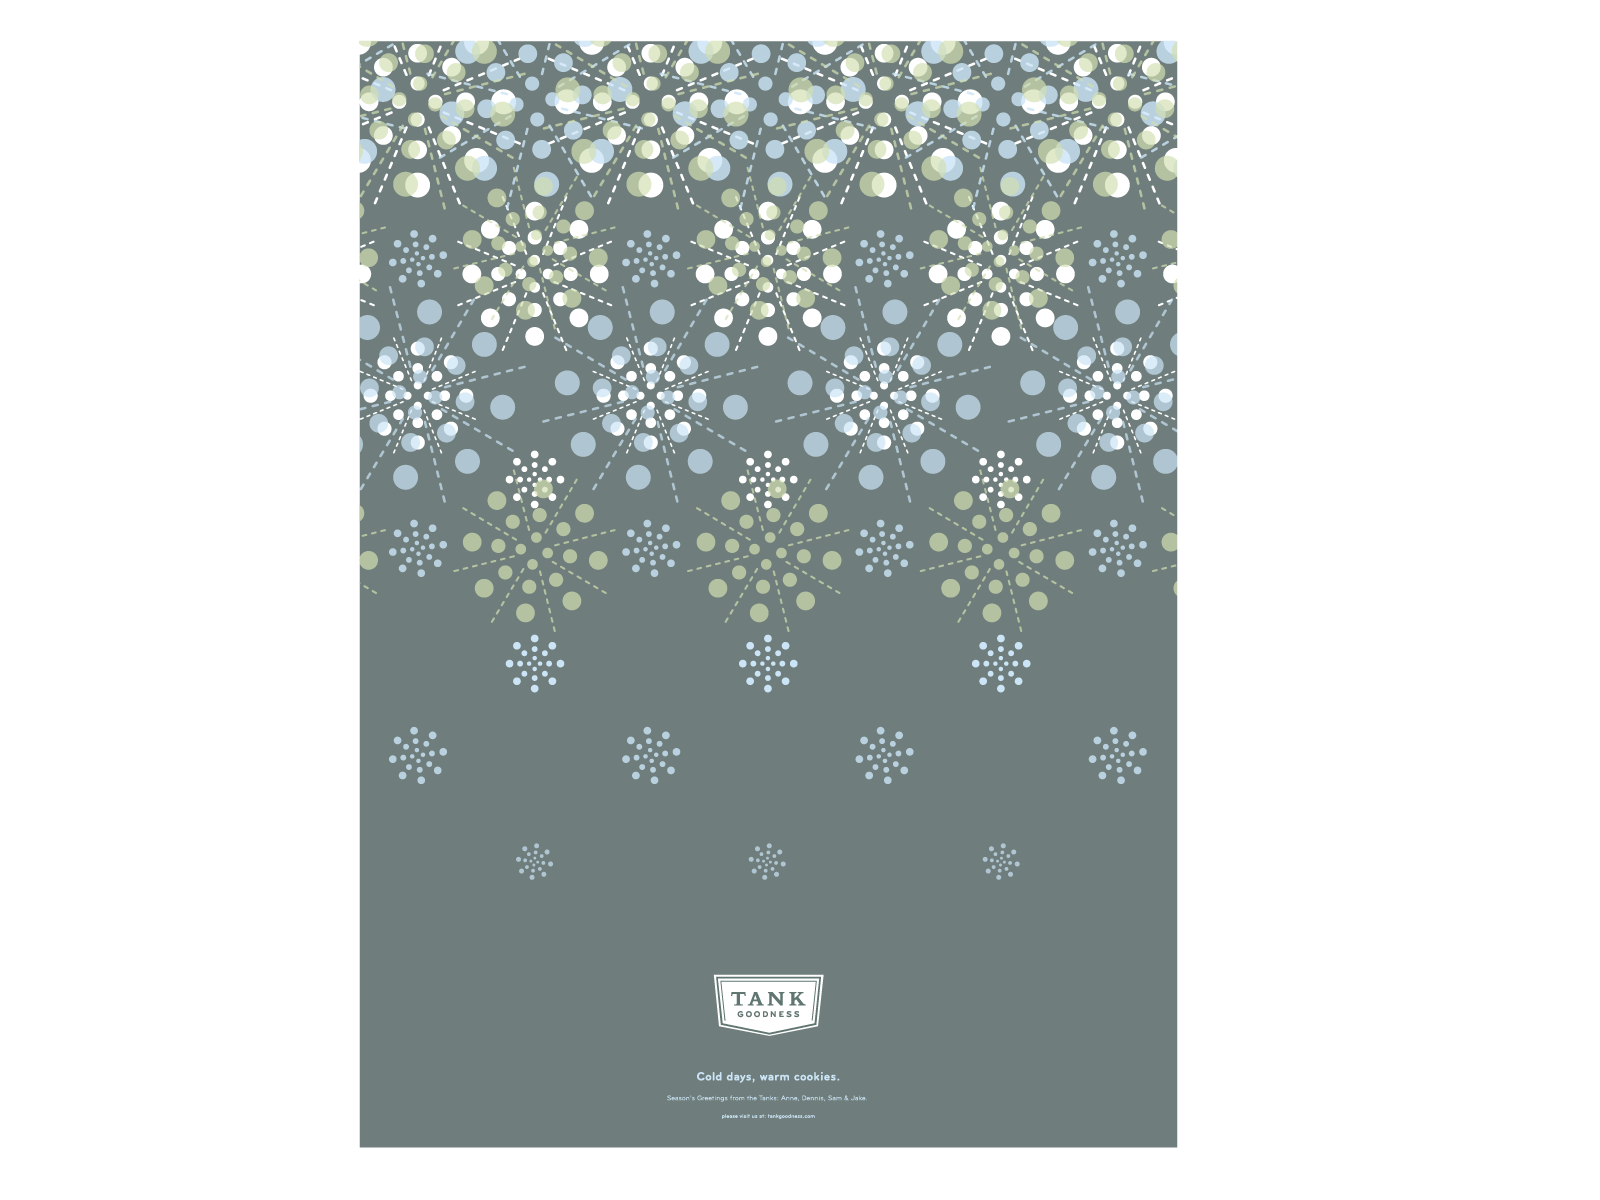 TANK
GOODNESS
Cold days, warm cookies.
Season's Greetings from the Tanks: Anne, Dennis, Sam & Jake.
please visit us at: tankgoodness.com